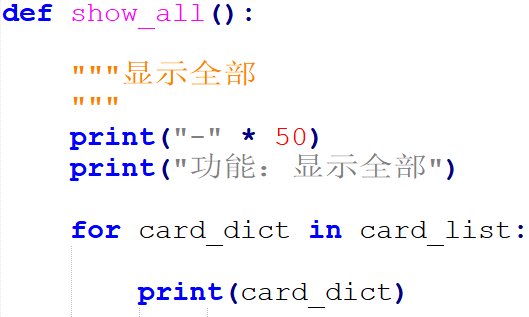 def show_all():
"""显示全部
"""
print("-" * 50)
print("功能：显示全部")
for card_dict in card_list:
print(card_dict)